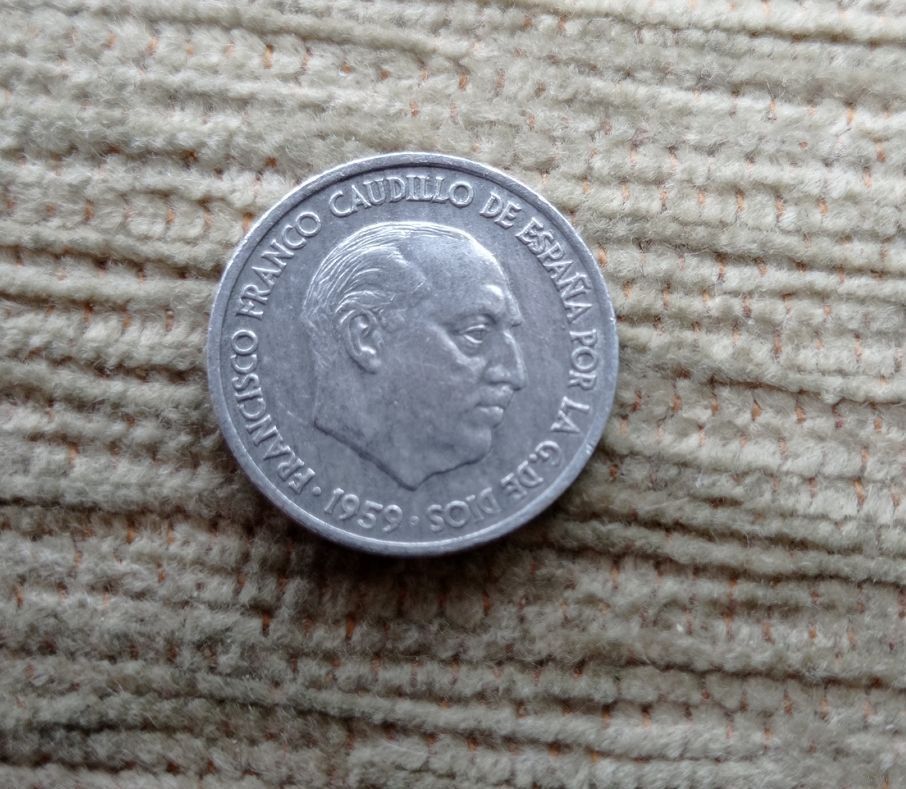 FRANCISCO FRANCO CAUDILLO DE ESPAÑA POR LA G. DE DIOS
· 1959 ·